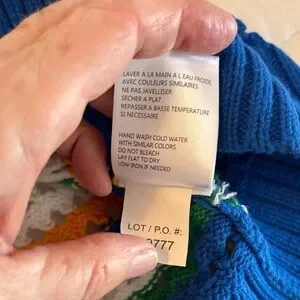 LAVER A LA MAIN A L EAU FROIDE
AVEC COULEURS SIMILAIRES
NE PAS JAVELLISER
SECHER A PLAT
REPASSER A BASSE TEMPERATURE
SI NECESSAIRE
HAND WASH COLD WATER
WITH SIMILAR COLORS
DO NOT BLEACH
LAY FLAT TO DRY
LOW IRON IF NEEDED
LOT / P.O. #: